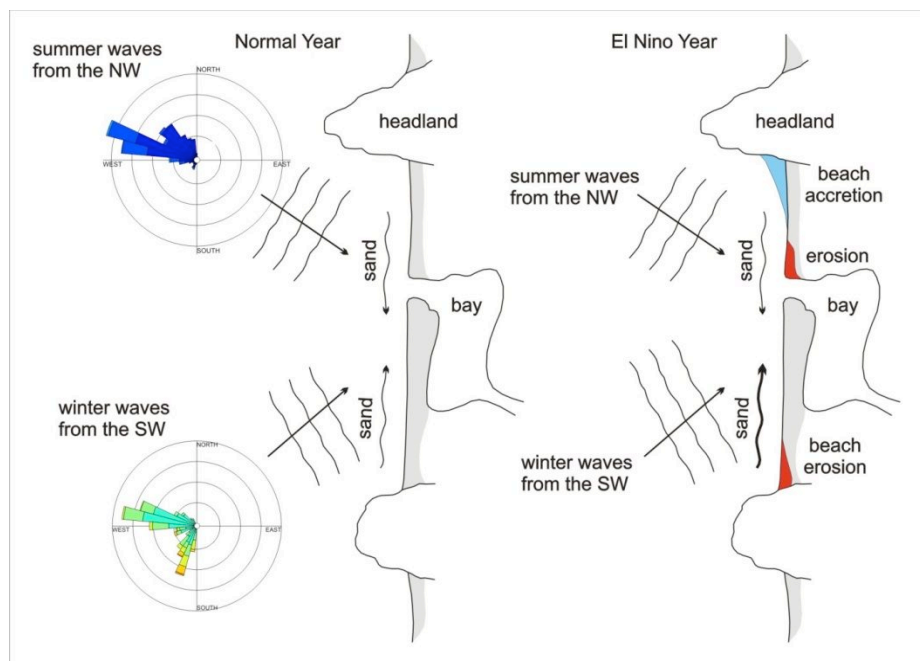 Normal Year
summer waves
from the NW
NORTH
WEST
EAST
SOUTH
headland
sand
bay
winter waves
from the SW
NORTH
WEST
EAST
SOUTH
sand
El Nino Year
headland
summer waves
from the NW
beach
accretion
erosion
sand
bay
winter waves
from the SW
sand
beach
erosion